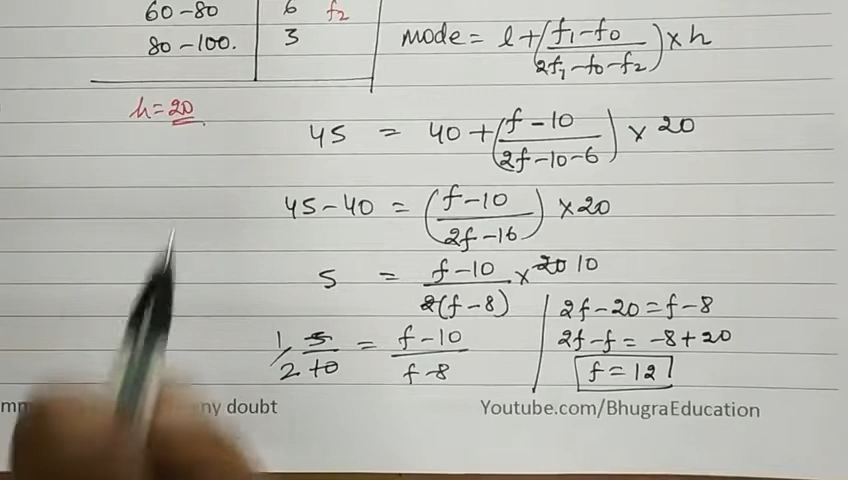 60-80 6 f₂
80-100. 3
mode = l+(f₁-f₀/2f₁-f₀-f₂)×h
h=20
45 = 40+(f-10/2f-10-6)×20
45-40 = (f-10/2f-16)×20
5 = f-10/2(f-8) ×20 10
1/2 5/10 = f-10/f-8
2f-20=f-8
2f-f= -8+20
f=12
ny doubt
Youtube.com/BhugraEducation